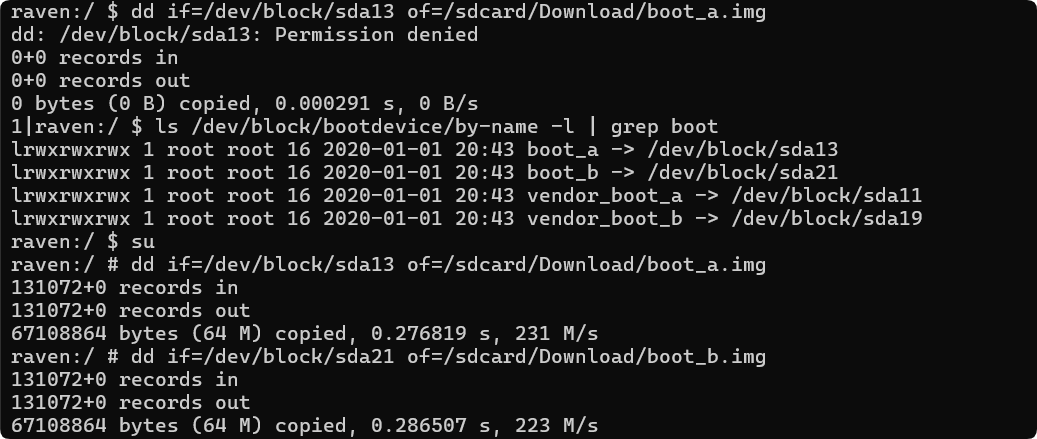 raven:/ $ dd if=/dev/block/sda13 of=/sdcard/Download/boot_a.img
dd: /dev/block/sda13: Permission denied
0+0 records in
0+0 records out
0 bytes (0 B) copied, 0.000291 s, 0 B/s
1|raven:/ $ ls /dev/block/bootdevice/by-name -l | grep boot
lrwxrwxrwx 1 root root 16 2020-01-01 20:43 boot_a -> /dev/block/sda13
lrwxrwxrwx 1 root root 16 2020-01-01 20:43 boot_b -> /dev/block/sda21
lrwxrwxrwx 1 root root 16 2020-01-01 20:43 vendor_boot_a -> /dev/block/sda11
lrwxrwxrwx 1 root root 16 2020-01-01 20:43 vendor_boot_b -> /dev/block/sda19
raven:/ $ su
raven:/ # dd if=/dev/block/sda13 of=/sdcard/Download/boot_a.img
131072+0 records in
131072+0 records out
67108864 bytes (64 M) copied, 0.276819 s, 231 M/s
raven:/ # dd if=/dev/block/sda21 of=/sdcard/Download/boot_b.img
131072+0 records in
131072+0 records out
67108864 bytes (64 M) copied, 0.286507 s, 223 M/s